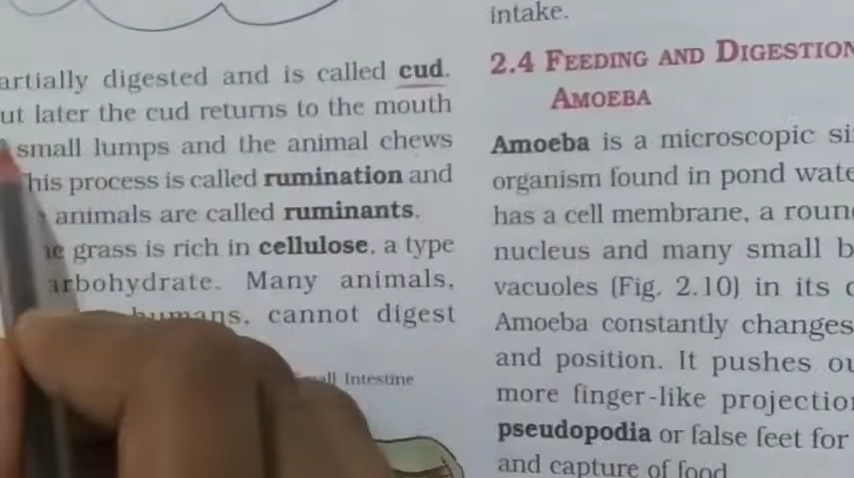 artially digested and is called cud.
ut later the cud returns to the mouth
small lumps and the animal chews
his process is called rumination and
animals are called ruminants.
grass is rich in cellulose, a type
arbohydrate. Many animals,
humans, cannot digest
Intestine
intake.
2.4 FEEDING AND DIGESTION
AMOEBA
Amoeba is a microscopic si
organism found in pond wate
has a cell membrane, a roun
nucleus and many small b
vacuoles (Fig. 2.10) in its c
Amoeba constantly changes
and position. It pushes ou
more finger-like projection
pseudopodia or false feet for
and capture of food